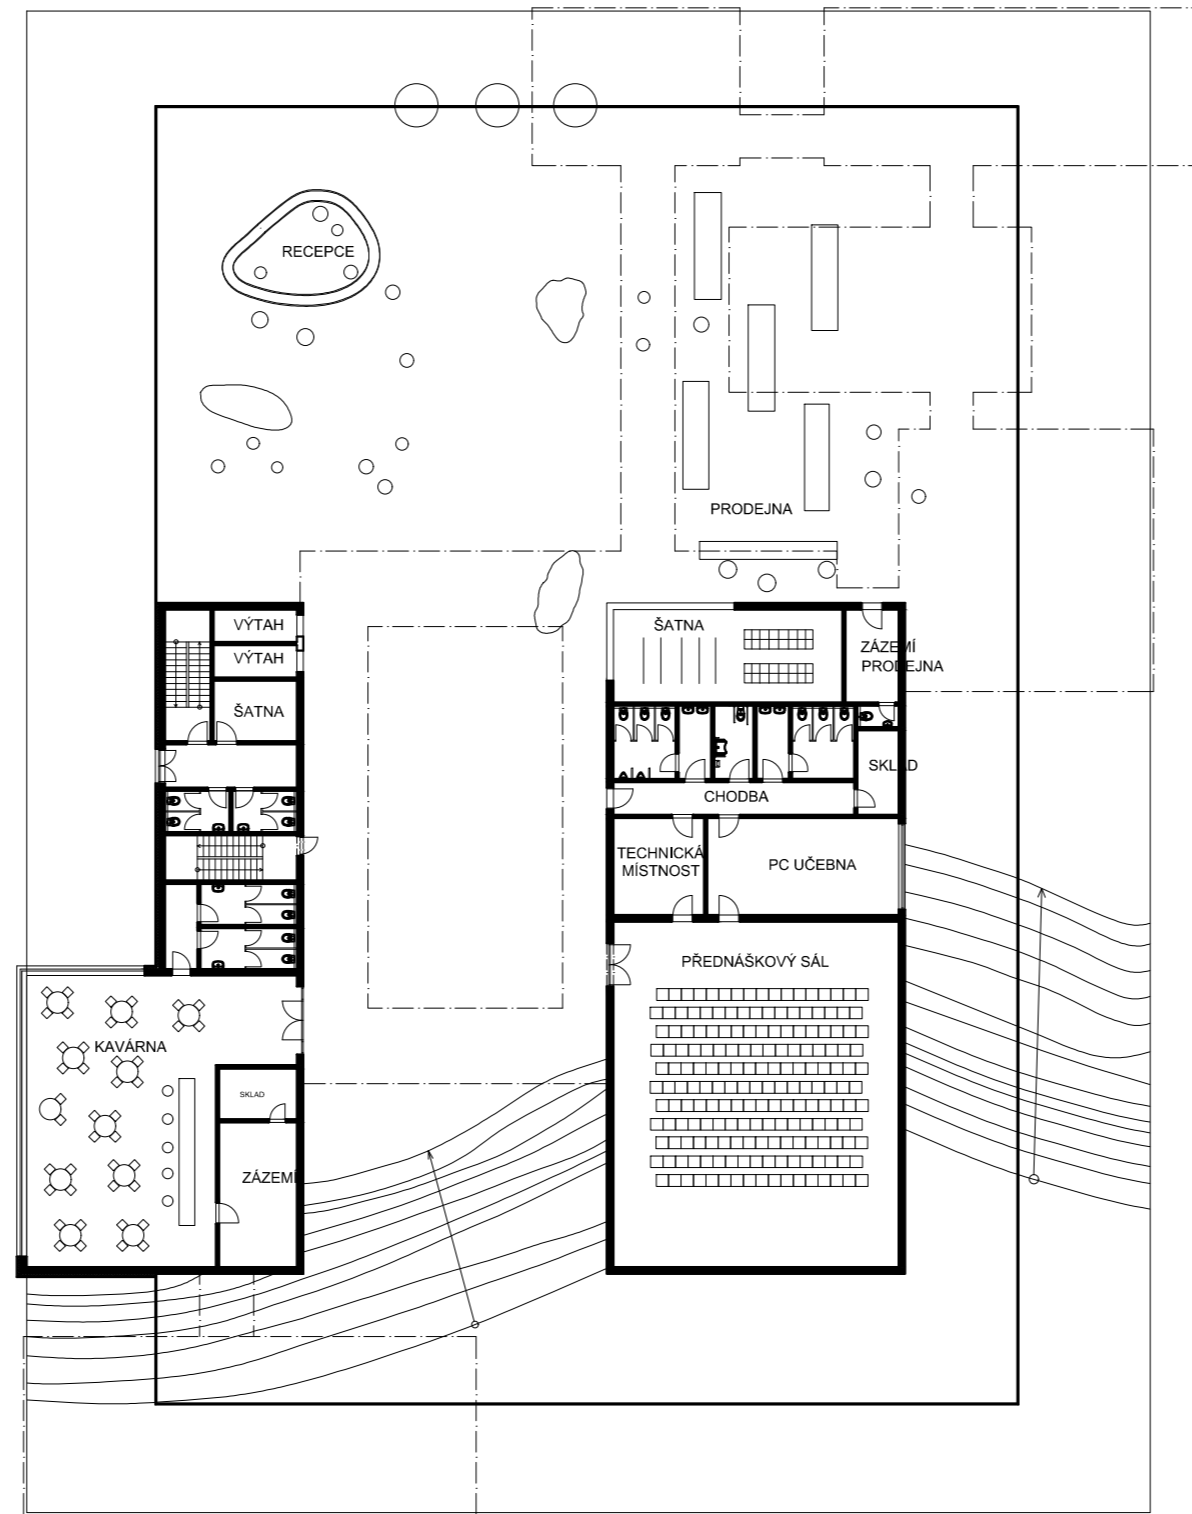 RECEPCE
PRODEJNA
VÝTAH
VÝTAH
ŠATNA
ŠATNA
ZÁZEMÍ
PRODEJNA
SKLAD
CHODBA
TECHNICKÁ
MÍSTNOST
PC UČEBNA
PŘEDNÁŠKOVÝ SÁL
KAVÁRNA
SKLAD
ZÁZEMÍ